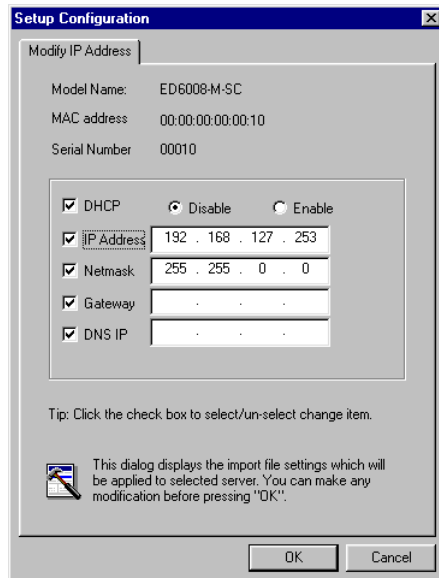 Setup Configuration
Modify IP Address
Model Name: ED6008-M-SC
MAC address 00:00:00:00:00:10
Serial Number 00010
DHCP Disable Enable
IP Address 192 . 168 . 127 . 253
Netmask 255 . 255 . 0 . 0
Gateway . . .
DNS IP . . .
Tip: Click the check box to select/un-select change item.
This dialog displays the import file settings which will
be applied to selected server. You can make any
modification before pressing "OK".
OK Cancel